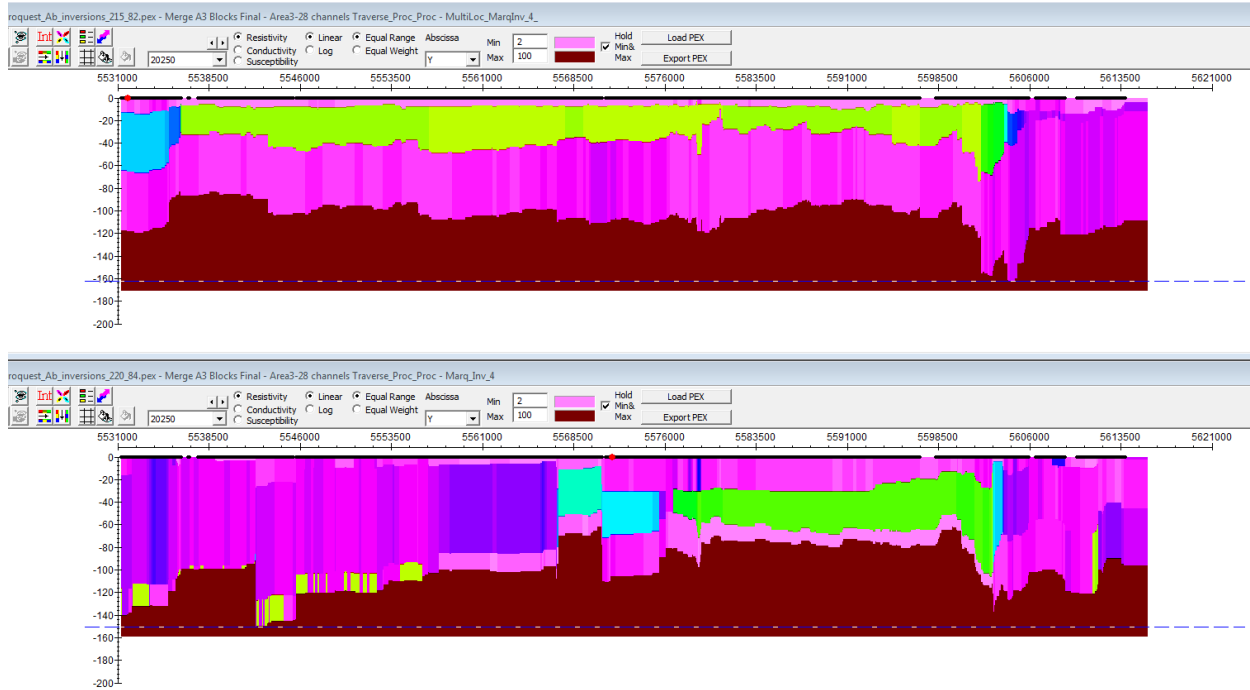 roquest_Ab_inversions_215_82.pex - Merge A3 Blocks Final - Area3-28 channels Traverse_Proc_Proc - MultiLoc_MarqInv_4_
Int
20250
Resistivity Linear Equal Range Abscissa
Conductivity Log Equal Weight
Susceptibility
Y
Min 2
Max 100
Hold
Min&
Max
Load PEX
Export PEX
5531000 5538500 5546000 5553500 5561000 5568500 5576000 5583500 5591000 5598500 5606000 5613500 5621000
0
-20
-40
-60
-80
-100
-120
-140
-160
-180
-200
roquest_Ab_inversions_220_84.pex - Merge A3 Blocks Final - Area3-28 channels Traverse_Proc_Proc - Marq_Inv_4
Int
20250
Resistivity Linear Equal Range Abscissa
Conductivity Log Equal Weight
Susceptibility
Y
Min 2
Max 100
Hold
Min&
Max
Load PEX
Export PEX
5531000 5538500 5546000 5553500 5561000 5568500 5576000 5583500 5591000 5598500 5606000 5613500 5621000
0
-20
-40
-60
-80
-100
-120
-140
-160
-180
-200